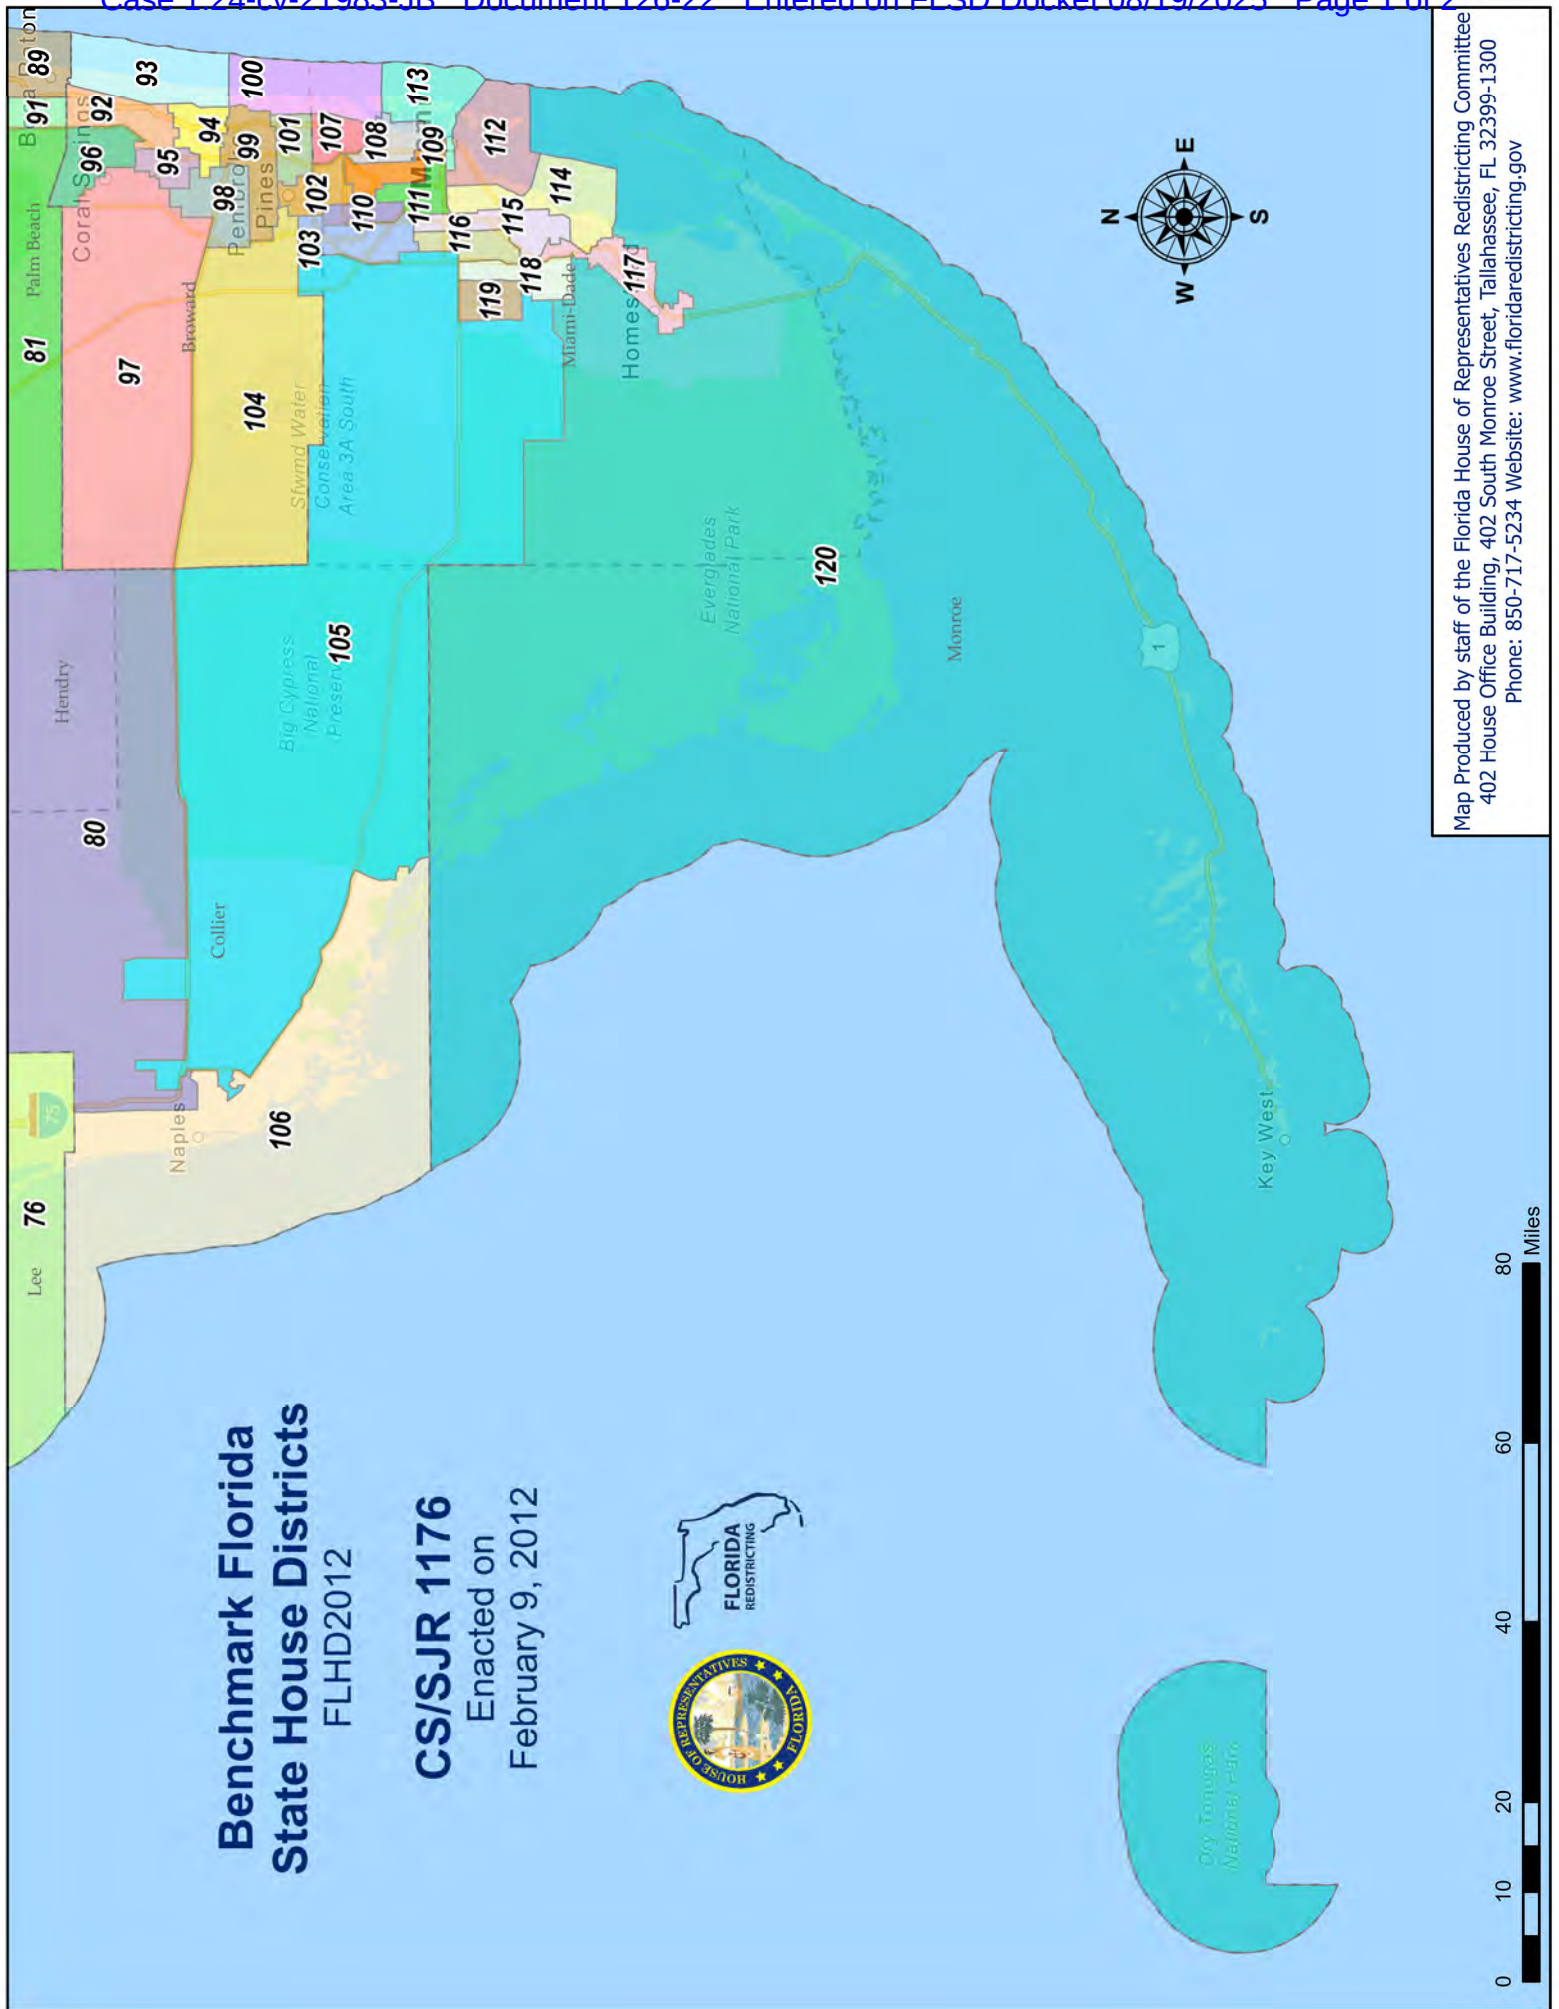 Case 1:24-cv-21983-JB Document 126-22 Entered on FLSD Docket 08/19/2025 Page 1 of 2
Benchmark Florida
State House Districts
FLHD2012
CS/SJR 1176
Enacted on
February 9, 2012
HOUSE OF REPRESENTATIVES
FLORIDA
FLORIDA
REDISTRICTING
Lee
76
75
Naples
106
Collier
80
Hendry
Big Cypress
National
Preserve
105
81
Palm Beach
97
Broward
104
Sfwmd Water
Conservation
Area 3A South
91
89
Coral Springs
96
92
93
95
94
98
Pembroke
Pines
99
100
101
102
103
107
108
109
110
111
113
112
114
115
116
117
118
119
Miami-Dade
Homestead
Everglades
National Park
120
Monroe
1
Key West
Dry Tortugas
National Park
N
W
E
S
0 10 20 40 60 80
Miles
Map Produced by staff of the Florida House of Representatives Redistricting Committee
402 House Office Building, 402 South Monroe Street, Tallahassee, FL 32399-1300
Phone: 850-717-5234 Website: www.floridaredistricting.gov